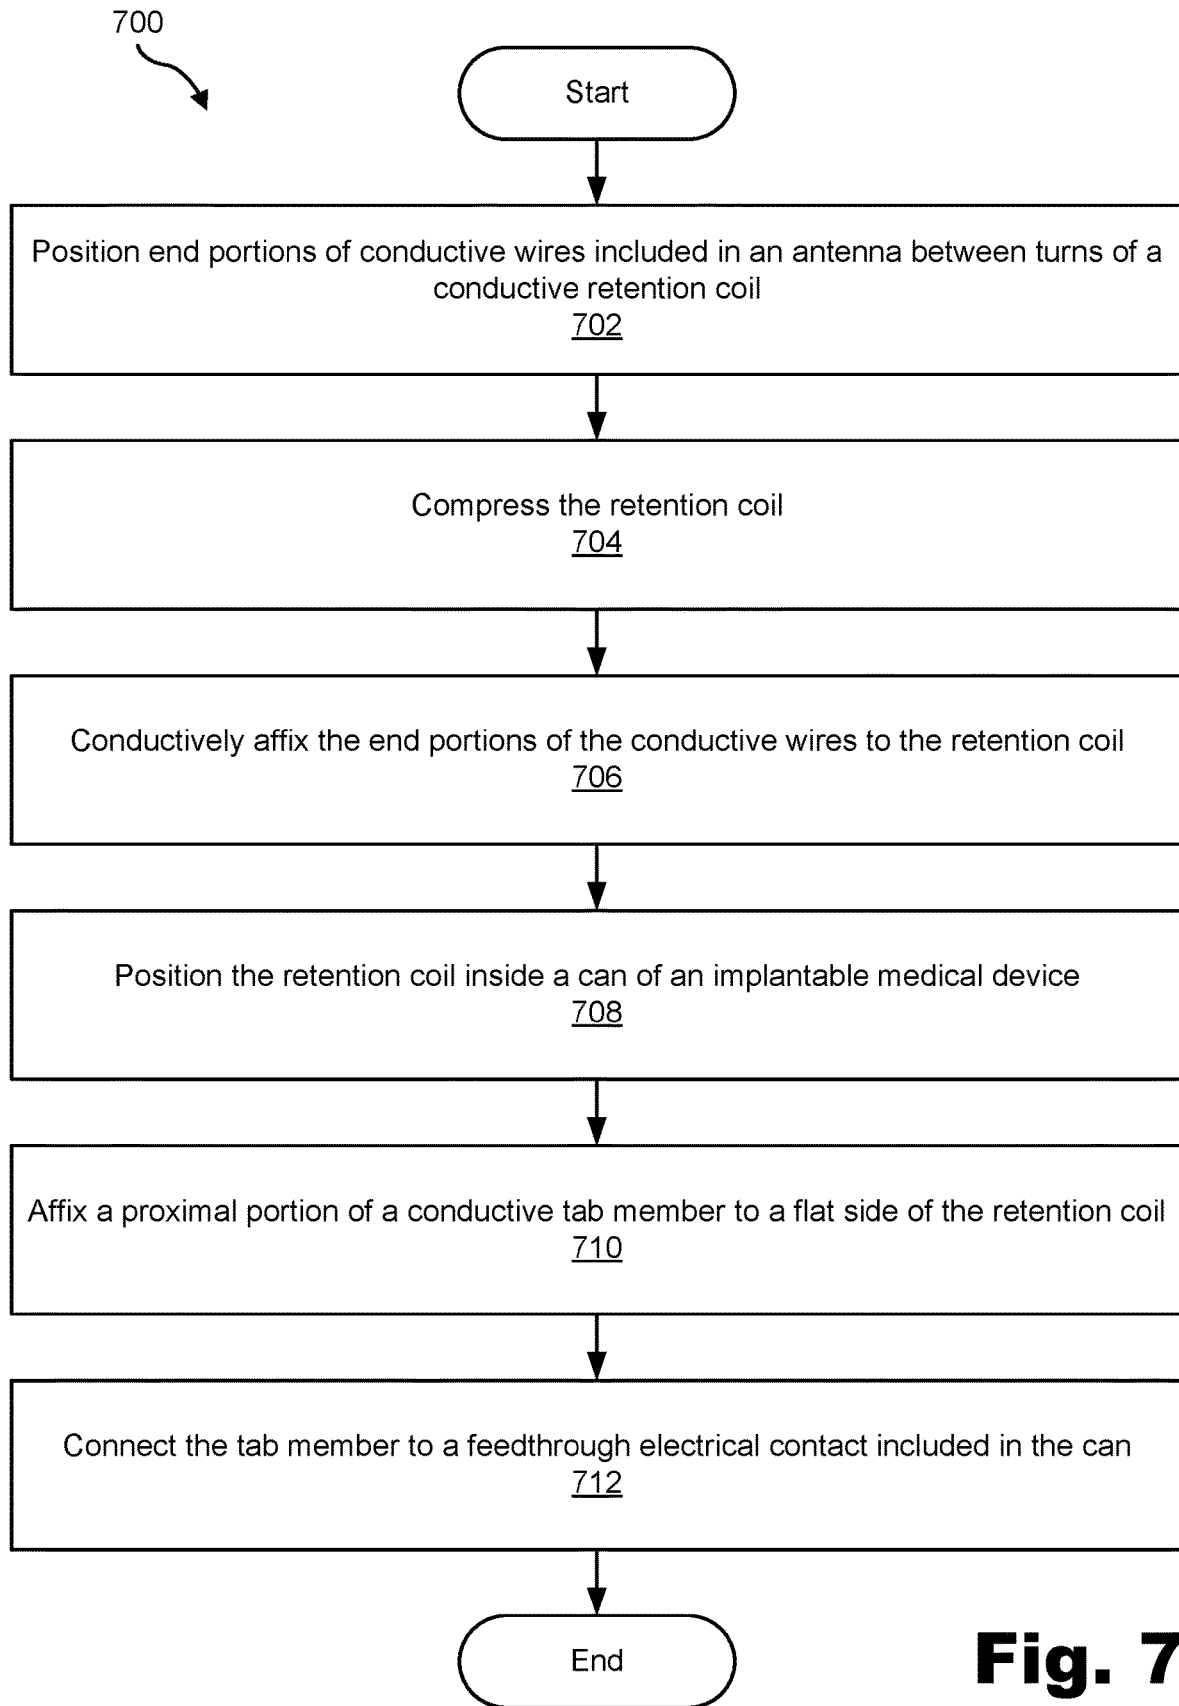 700
Start
Position end portions of conductive wires included in an antenna between turns of a
conductive retention coil
702
Compress the retention coil
704
Conductively affix the end portions of the conductive wires to the retention coil
706
Position the retention coil inside a can of an implantable medical device
708
Affix a proximal portion of a conductive tab member to a flat side of the retention coil
710
Connect the tab member to a feedthrough electrical contact included in the can
712
End
Fig. 7